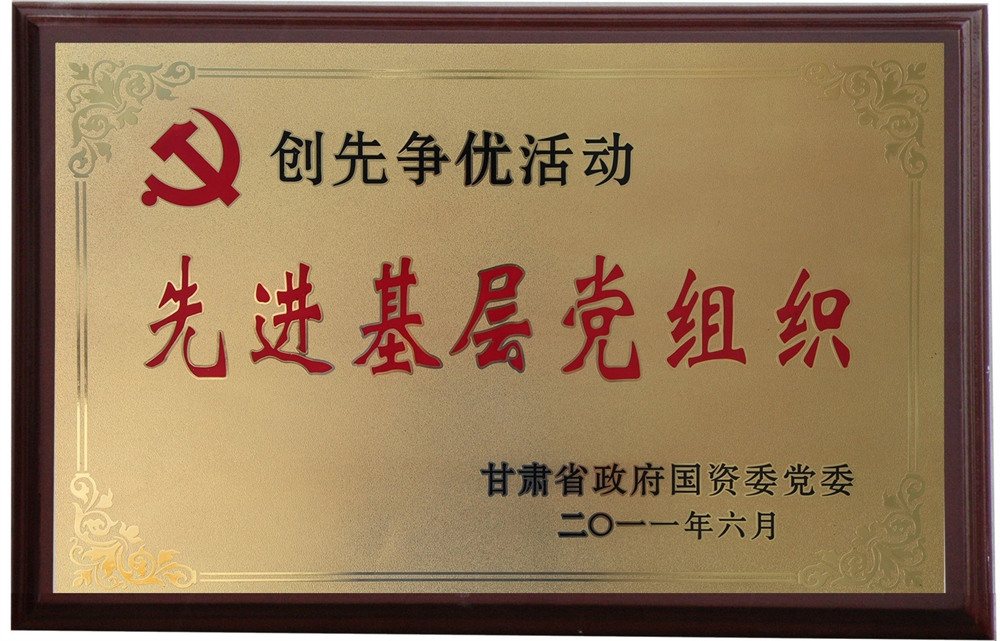 创先争优活动
先进基层党组织
甘肃省政府国资委党委
二〇一一年六月